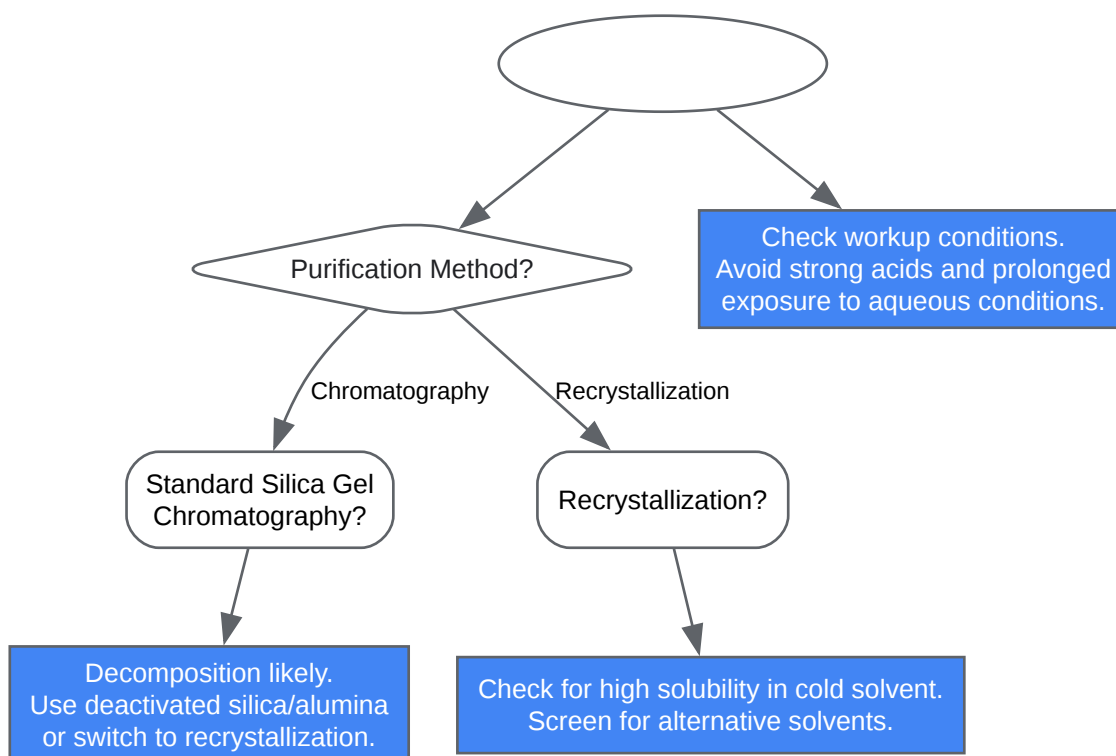 Purification Method?
Check workup conditions.
Avoid strong acids and prolonged
exposure to aqueous conditions.
Chromatography
Recrystallization
Standard Silica Gel
Chromatography?
Recrystallization?
Decomposition likely.
Use deactivated silica/alumina
or switch to recrystallization.
Check for high solubility in cold solvent.
Screen for alternative solvents.